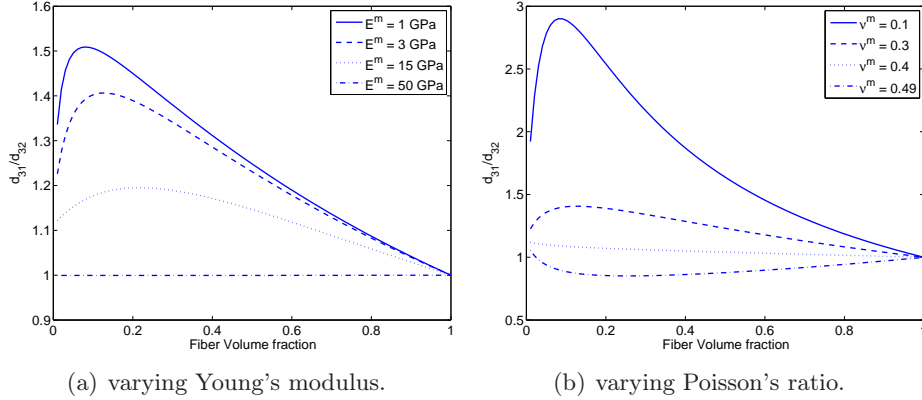 1.6
1.5
1.4
1.3
1.2
1.1
1
0.9
d31/d32
0
0.2
0.4
0.6
0.8
1
Fiber Volume fraction
E^m = 1 GPa
E^m = 3 GPa
E^m = 15 GPa
E^m = 50 GPa
(a) varying Young's modulus.
3
2.5
2
1.5
1
0.5
d31/d32
0
0.2
0.4
0.6
0.8
1
Fiber Volume fraction
ν^m = 0.1
ν^m = 0.3
ν^m = 0.4
ν^m = 0.49
(b) varying Poisson's ratio.